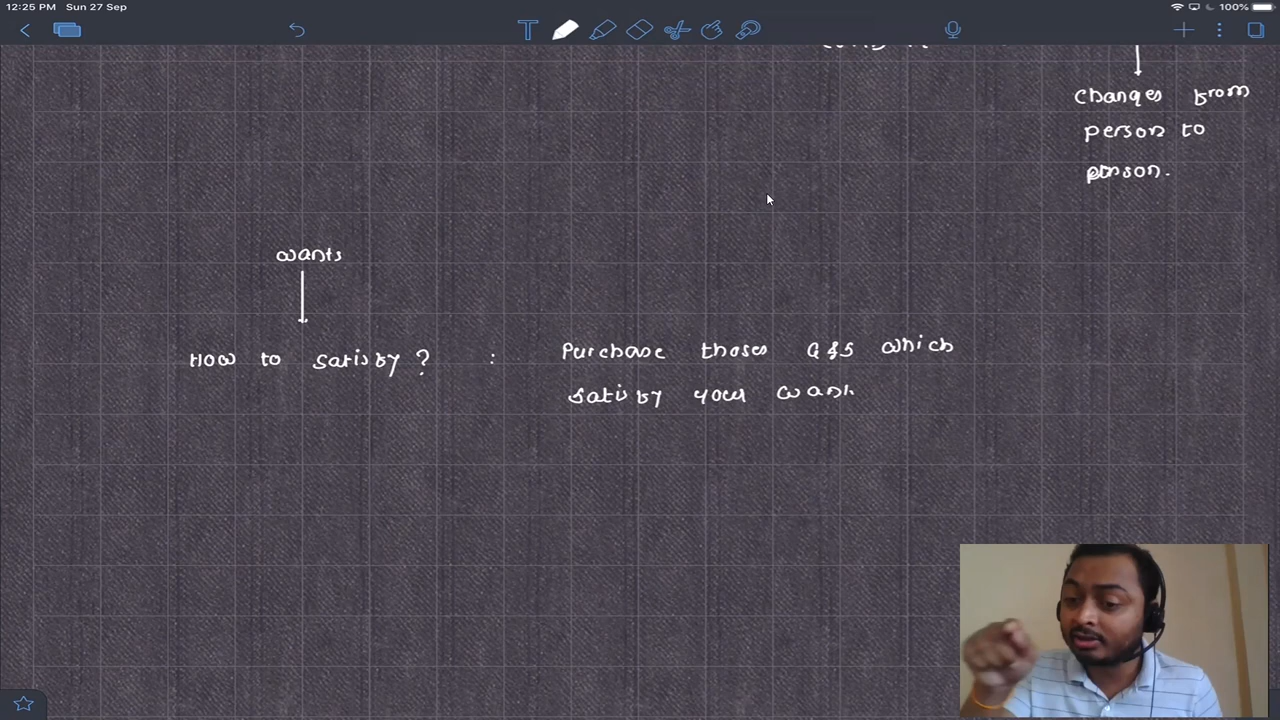 12:25 PM Sun 27 Sep
100%
T
changes from
person to
person.
wants
How to satisfy? : Purchase thoses G&S which
satisfy your want